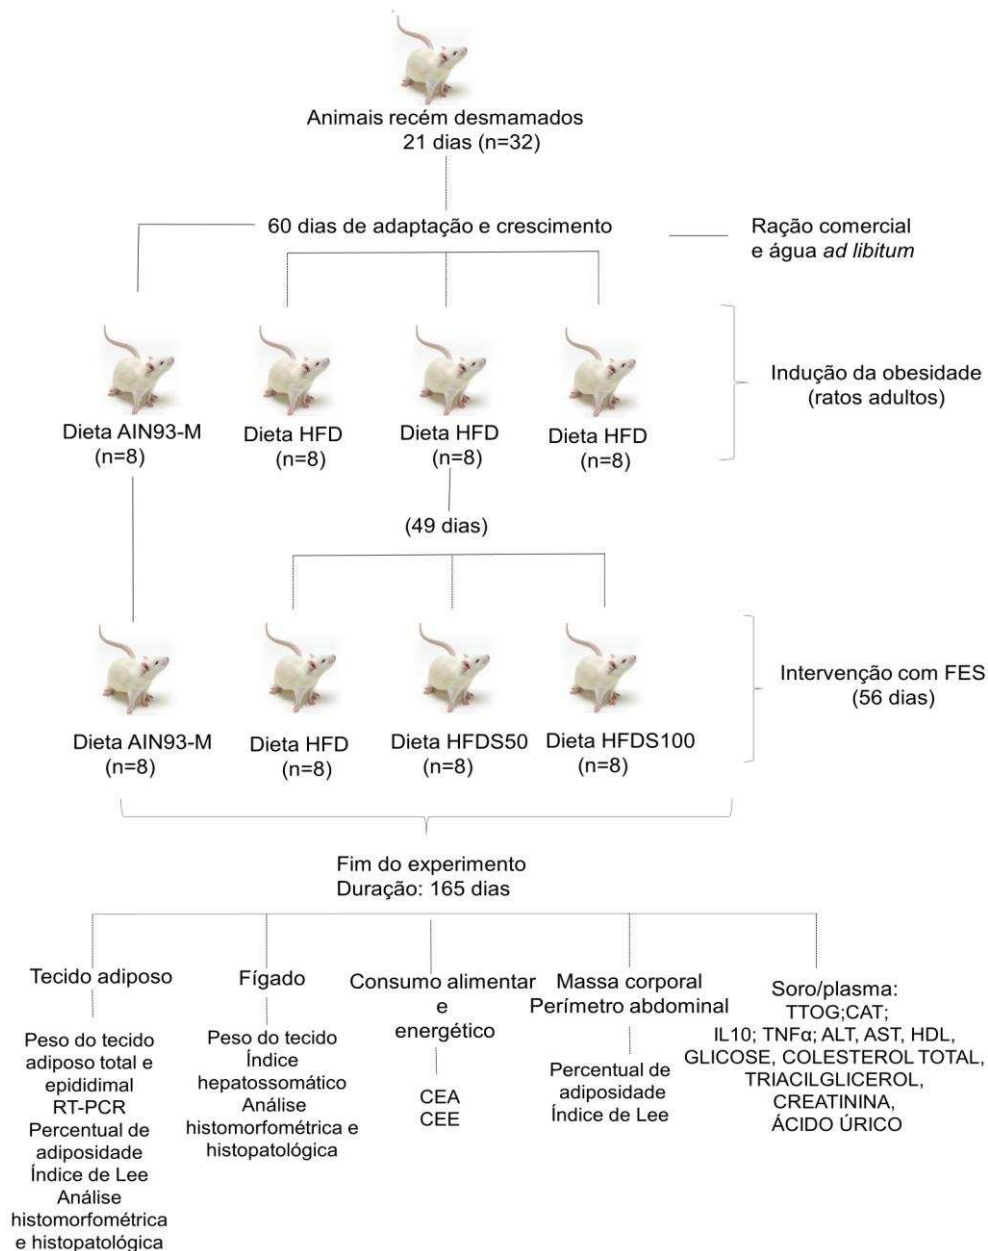 Animais recém desmamados
21 dias (n=32)
60 dias de adaptação e crescimento
Ração comercial
e água ad libitum
Dieta AIN93-M
(n=8)
Dieta HFD
(n=8)
Dieta HFD
(n=8)
Dieta HFD
(n=8)
Indução da obesidade
(ratos adultos)
(49 dias)
Dieta AIN93-M
(n=8)
Dieta HFD
(n=8)
Dieta HFDS50
(n=8)
Dieta HFDS100
(n=8)
Intervenção com FES
(56 dias)
Fim do experimento
Duração: 165 dias
Tecido adiposo
Peso do tecido
adiposo total e
epididimal
RT-PCR
Percentual de
adiposidade
Índice de Lee
Análise
histomorfométrica
e histopatológica
Fígado
Peso do tecido
Índice
hepatossomático
Análise
histomorfométrica e
histopatológica
Consumo alimentar
e
energético
CEA
CEE
Massa corporal
Perímetro abdominal
Percentual de
adiposidade
Índice de Lee
Soro/plasma:
TTOG;CAT;
IL10; TNFα; ALT, AST, HDL,
GLICOSE, COLESTEROL TOTAL,
TRIACILGLICEROL,
CREATININA,
ÁCIDO ÚRICO